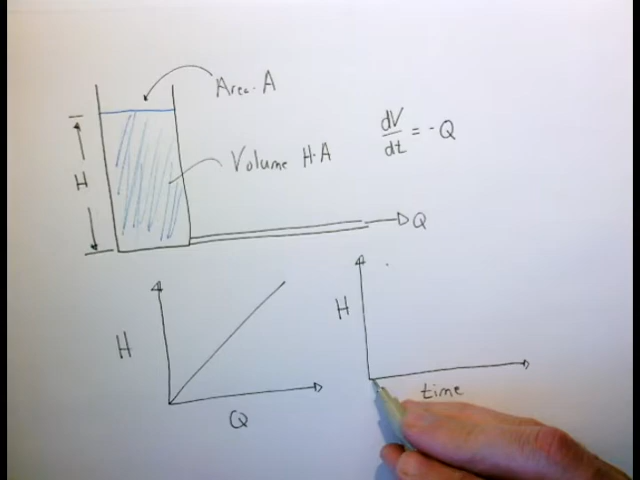 Area A
H
Volume H·A
dV
dt
= -Q
Q
H
Q
H
time